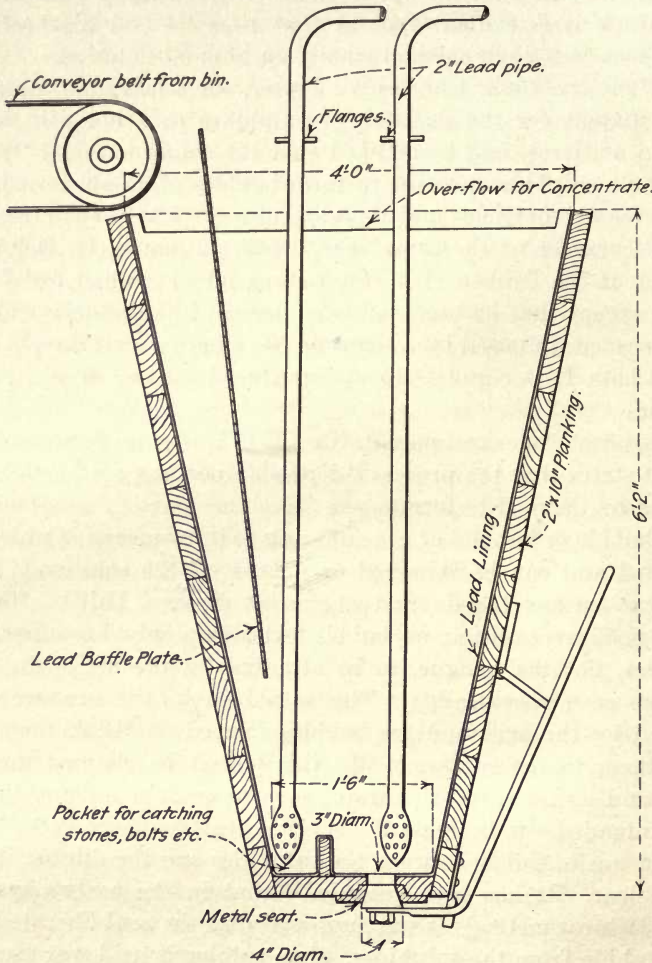 2" Lead pipe.
Conveyor belt from bin.
Flanges
4'-0"
Over-flow for Concentrate.
Lead Lining.
2"x10" Planking.
6'-2"
Lead Baffle Plate.
1'-6"
Pocket for catching
stones, bolts etc.
3" Diam.
Metal seat.
4" Diam.